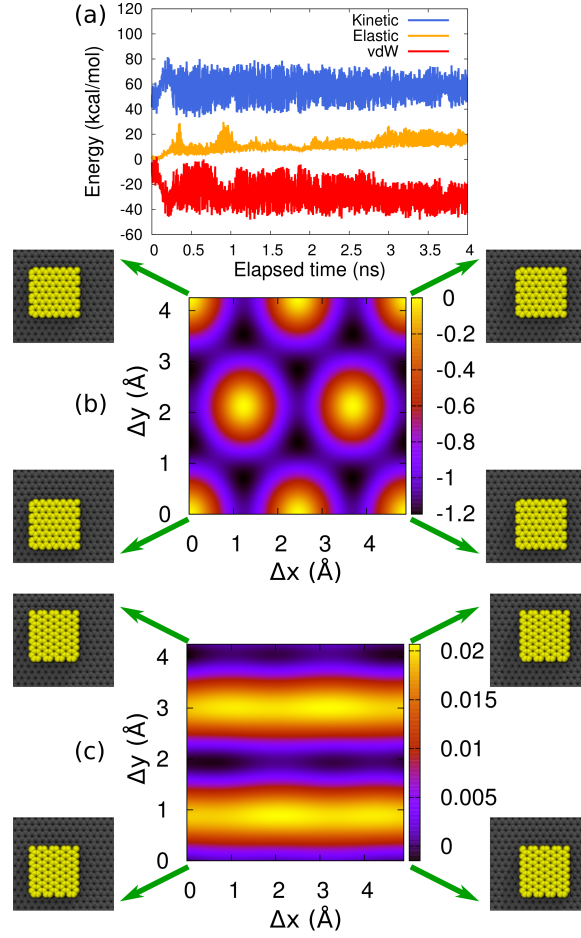 (a)
Energy (kcal/mol)
120
100
80
60
40
20
0
-20
-40
-60
Kinetic
Elastic
vdW
0 0.5 1 1.5 2 2.5 3 3.5 4
Elapsed time (ns)
(b)
Δy (Å)
4
3
2
1
0
0 1 2 3 4
Δx (Å)
0
-0.2
-0.4
-0.6
-0.8
-1
-1.2
(c)
Δy (Å)
4
3
2
1
0
0 1 2 3 4
Δx (Å)
0.02
0.015
0.01
0.005
0